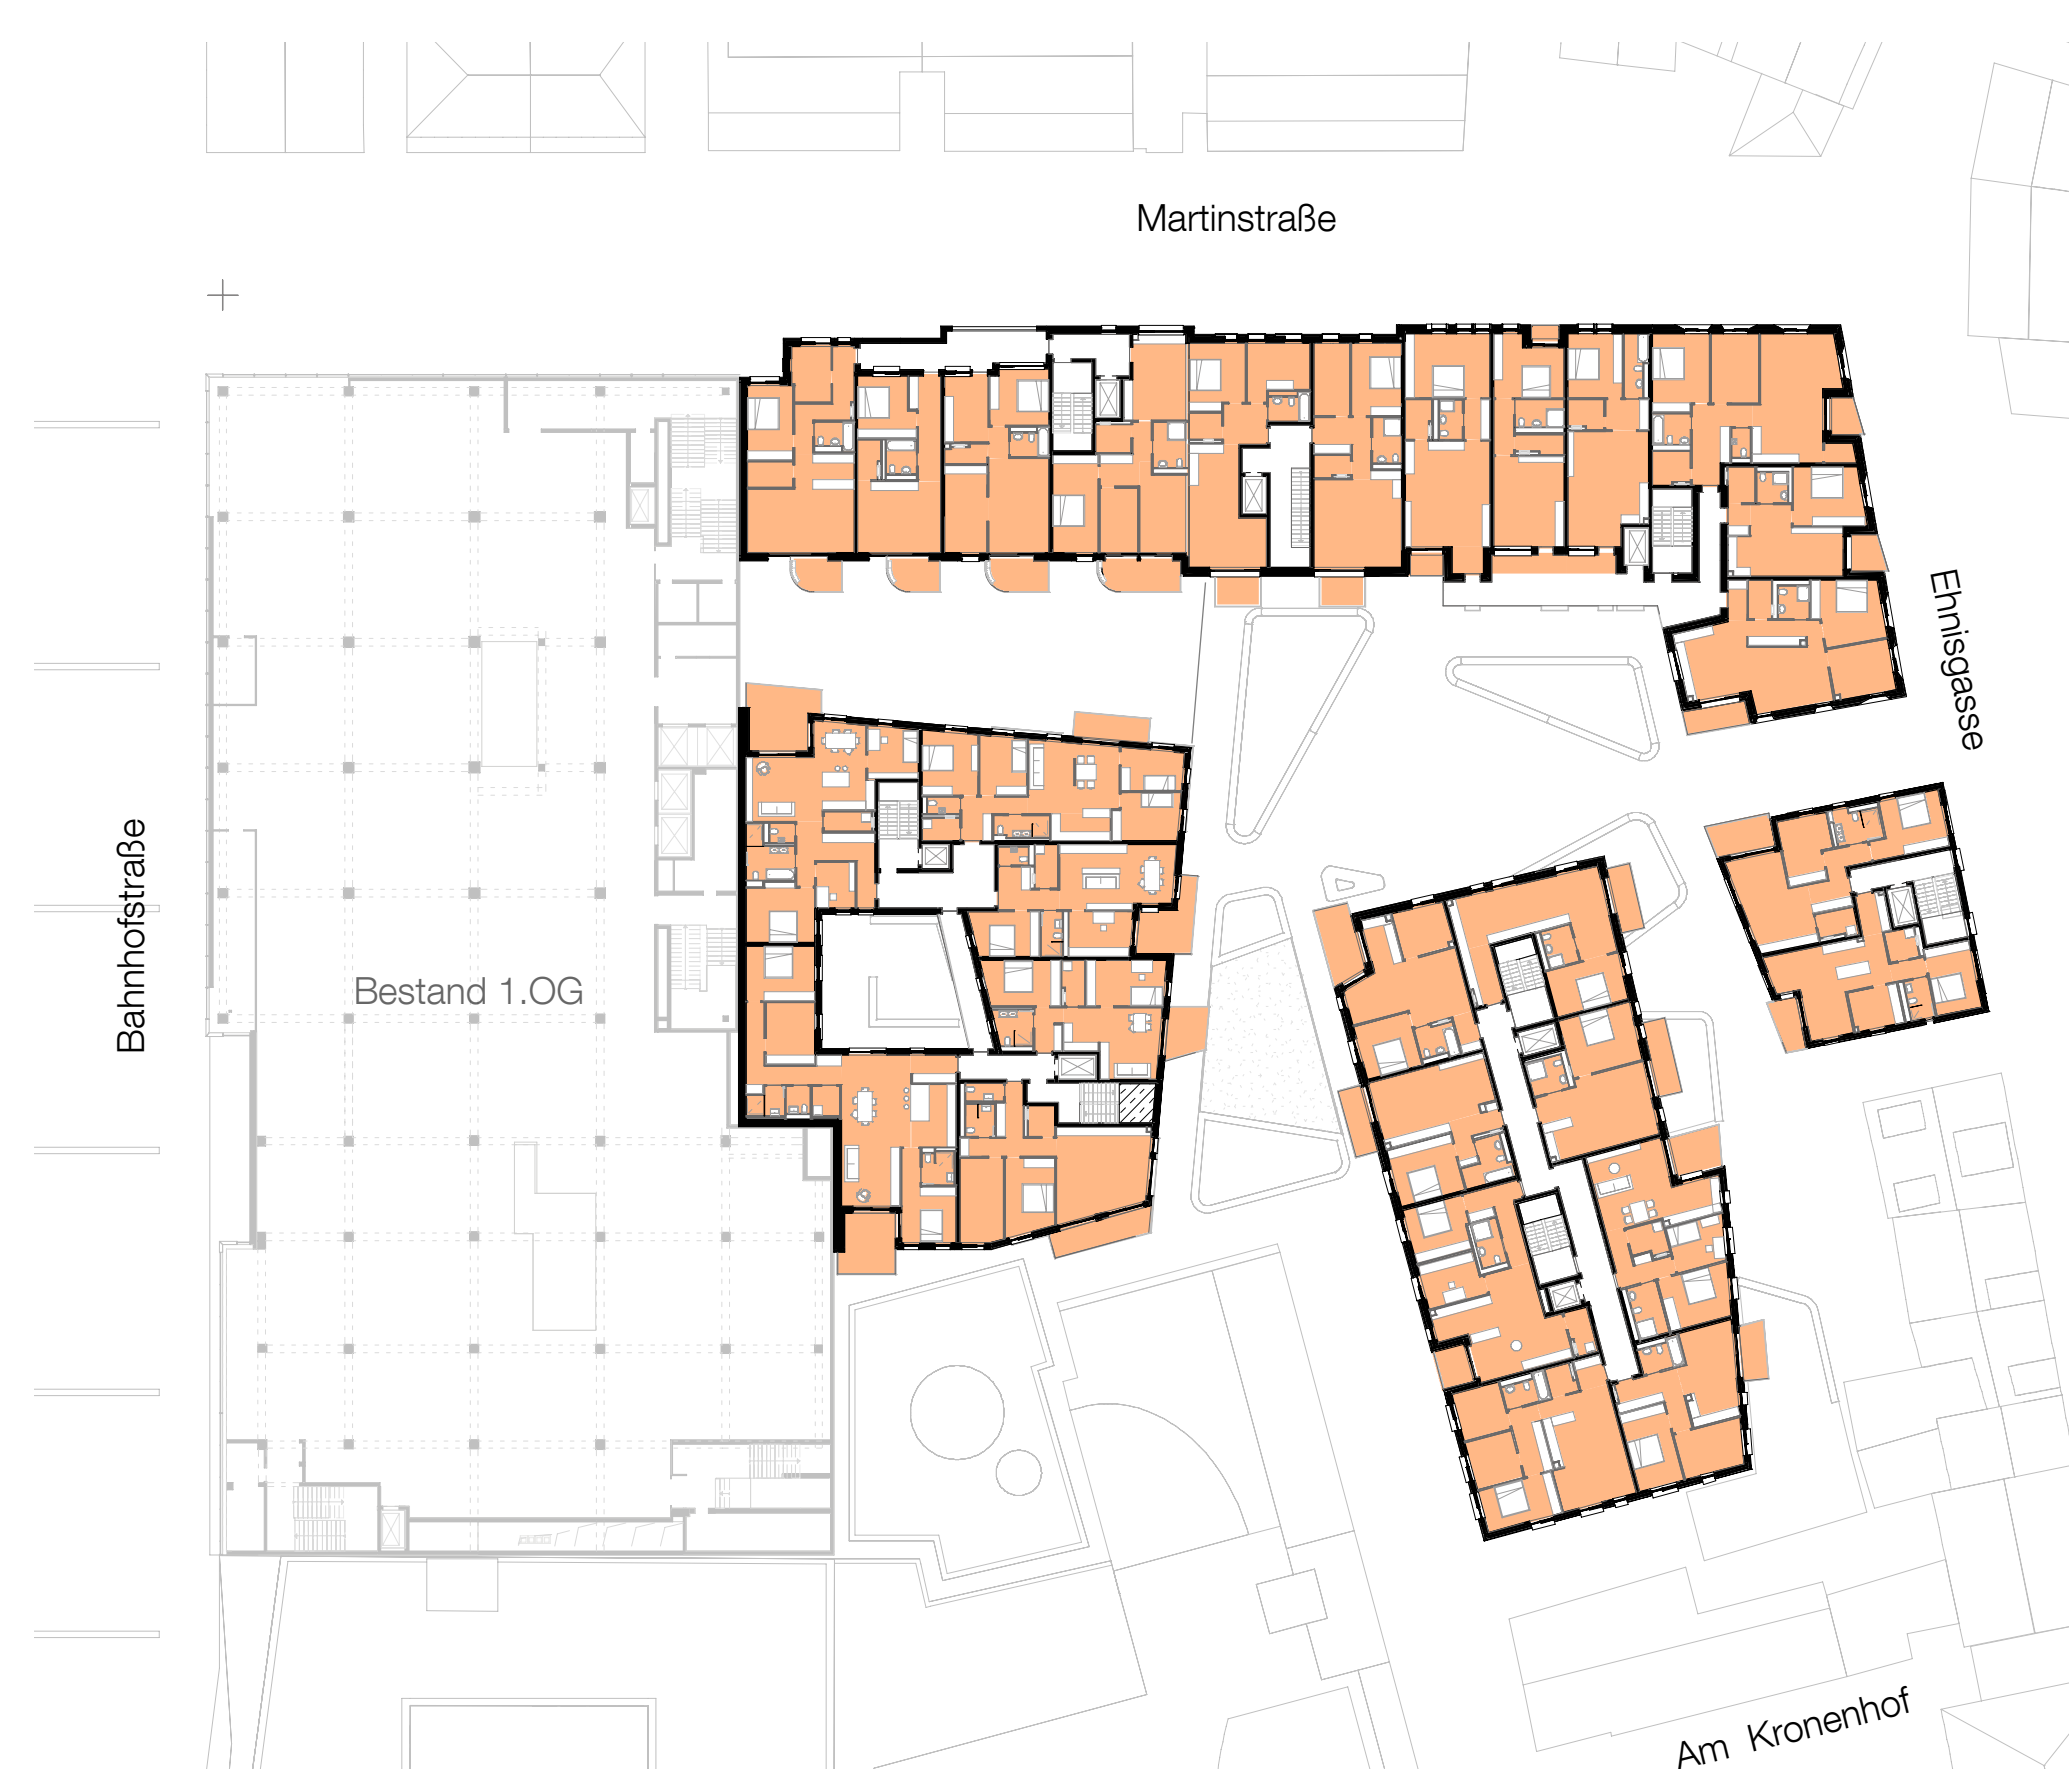 Martinstraße
Ehnisgasse
Bahnhofstraße
Bestand 1.OG
Am Kronenhof